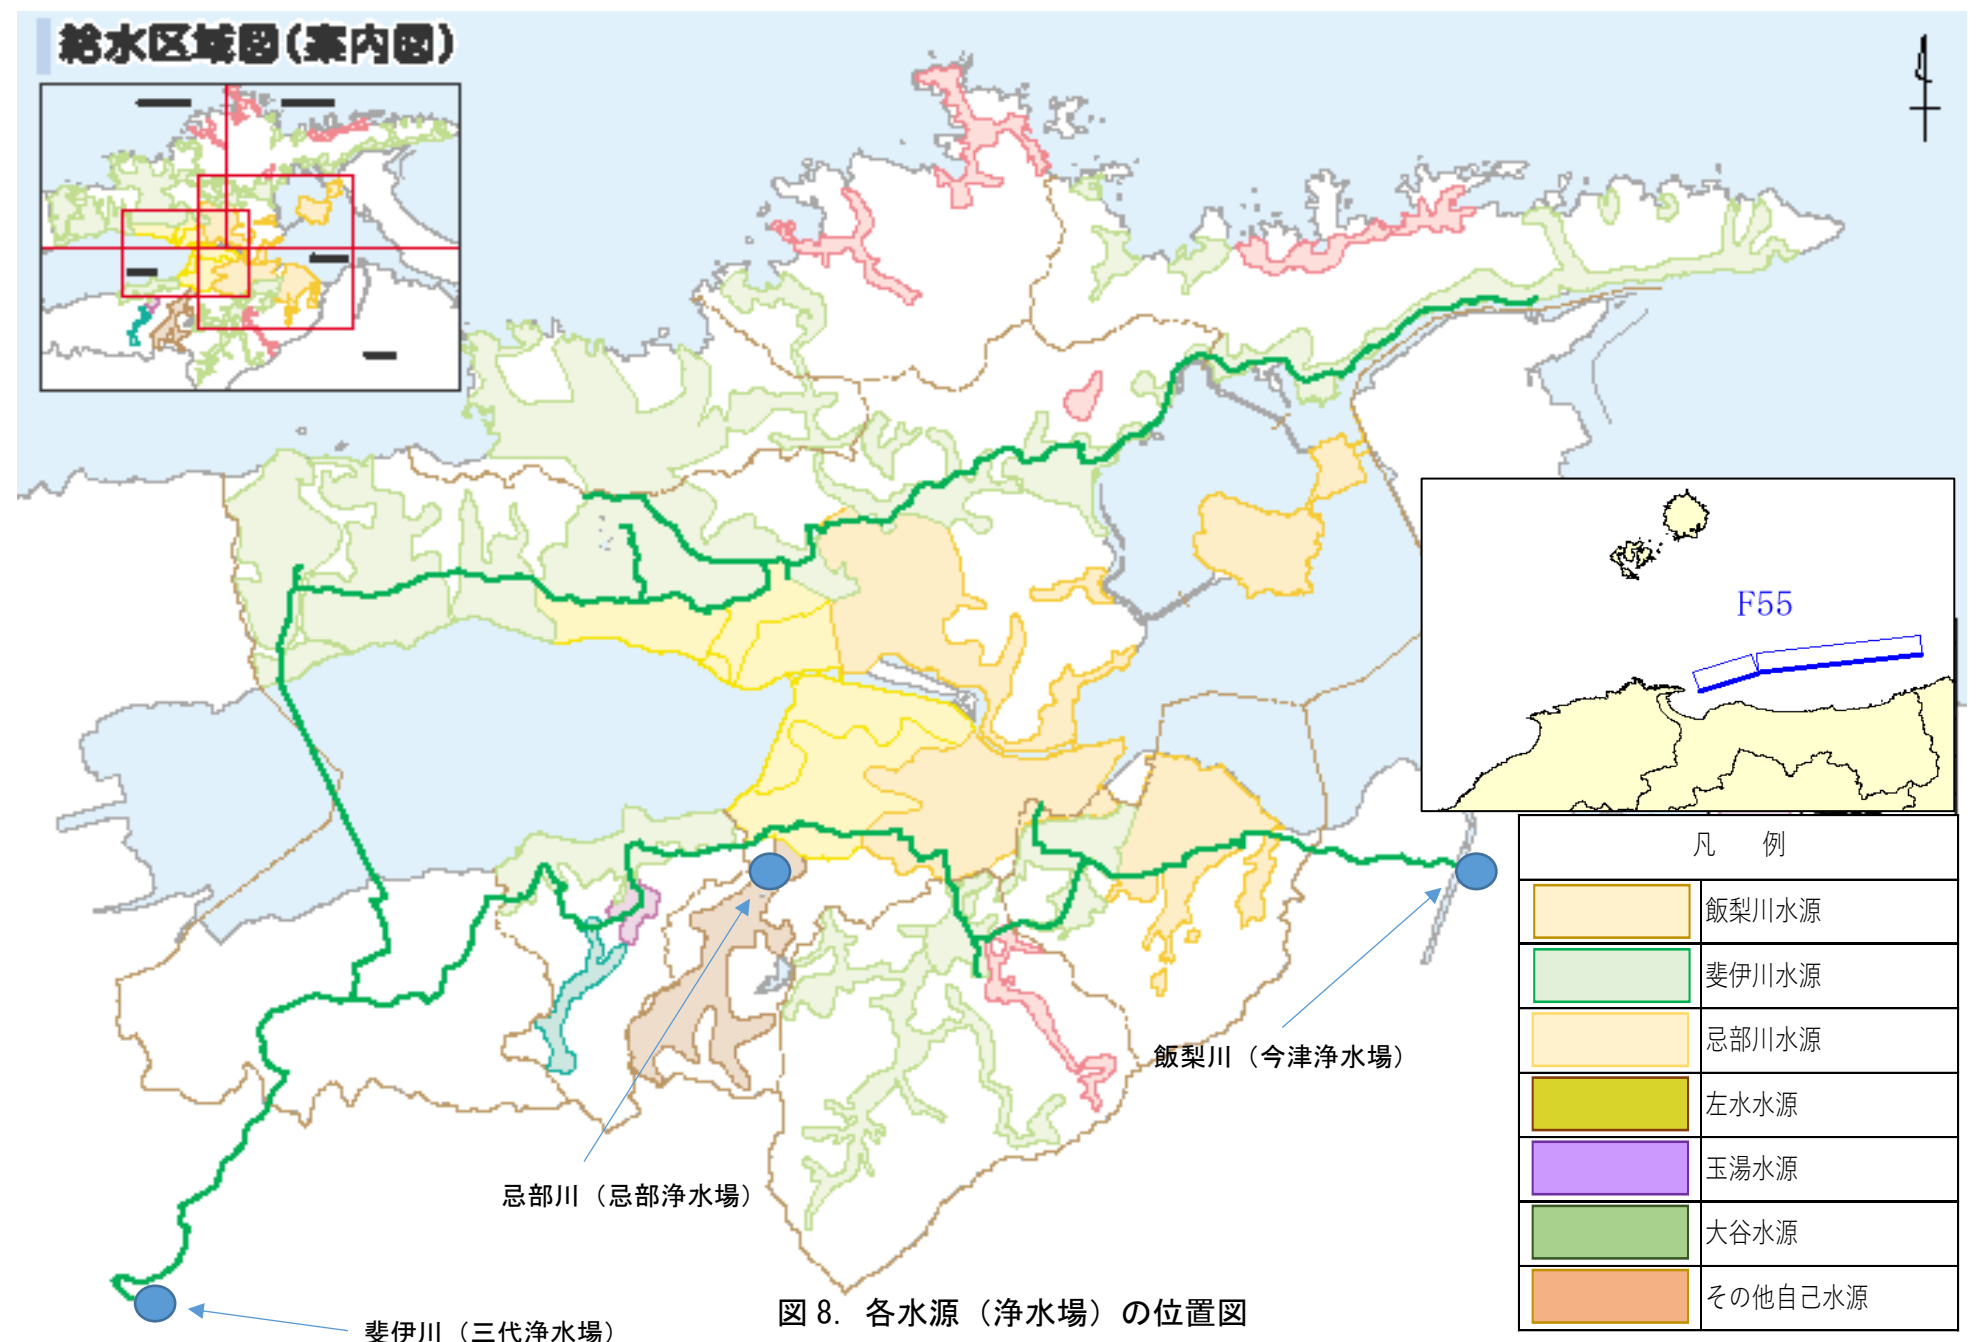 給水区域図(案内図)
F55
凡　例
飯梨川水源
斐伊川水源
忌部川水源
左水水源
玉湯水源
大谷水源
その他自己水源
飯梨川（今津浄水場）
忌部川（忌部浄水場）
斐伊川（三代浄水場）
図 8. 各水源（浄水場）の位置図